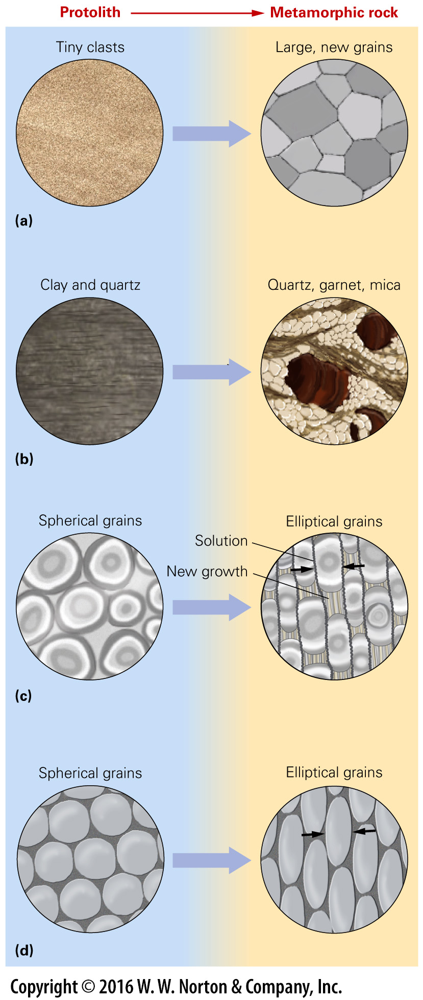 Protolith
Metamorphic rock
Tiny clasts
Large, new grains
(a)
Clay and quartz
Quartz, garnet, mica
(b)
Spherical grains
Elliptical grains
Solution
New growth
(c)
Spherical grains
Elliptical grains
(d)
Copyright © 2016 W. W. Norton & Company, Inc.